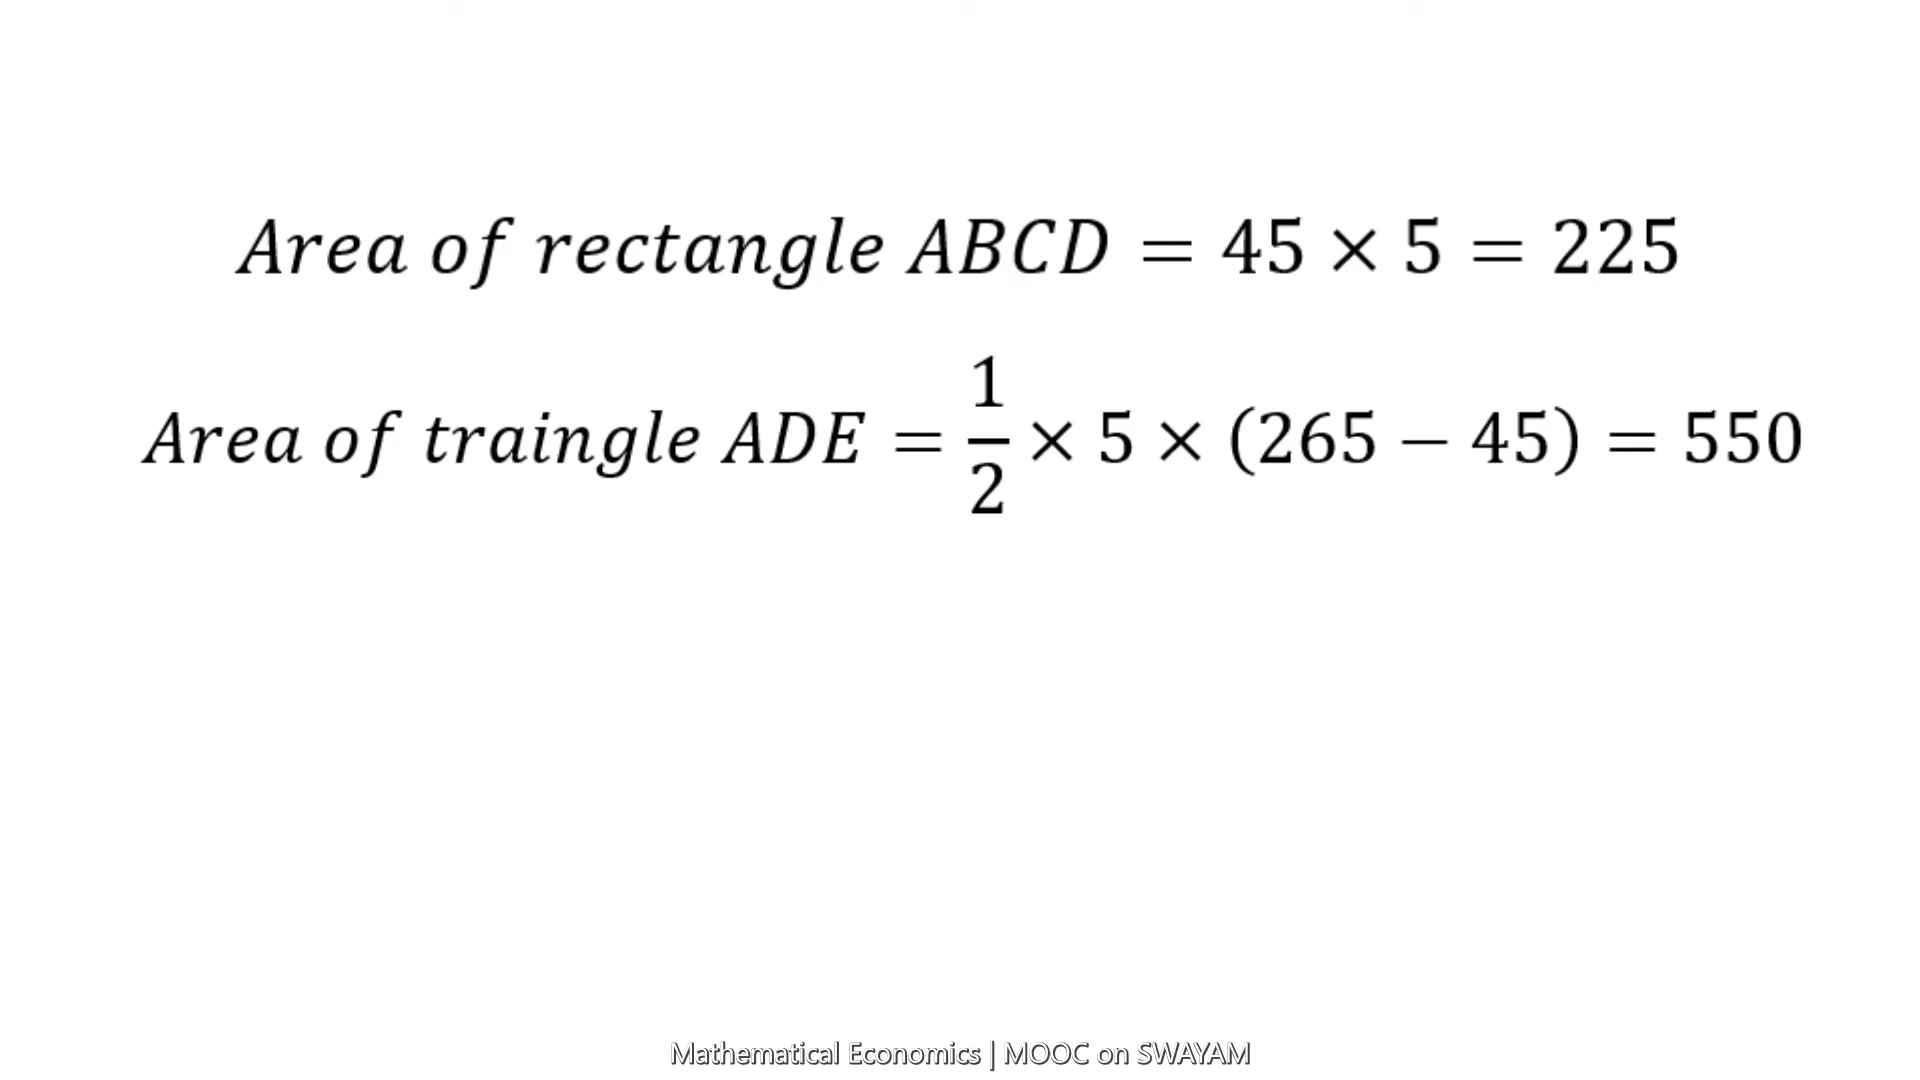 Area of rectangle ABCD = 45 × 5 = 225
Area of traingle ADE = 1/2 × 5 × (265 − 45) = 550
Mathematical Economics | MOOC on SWAYAM